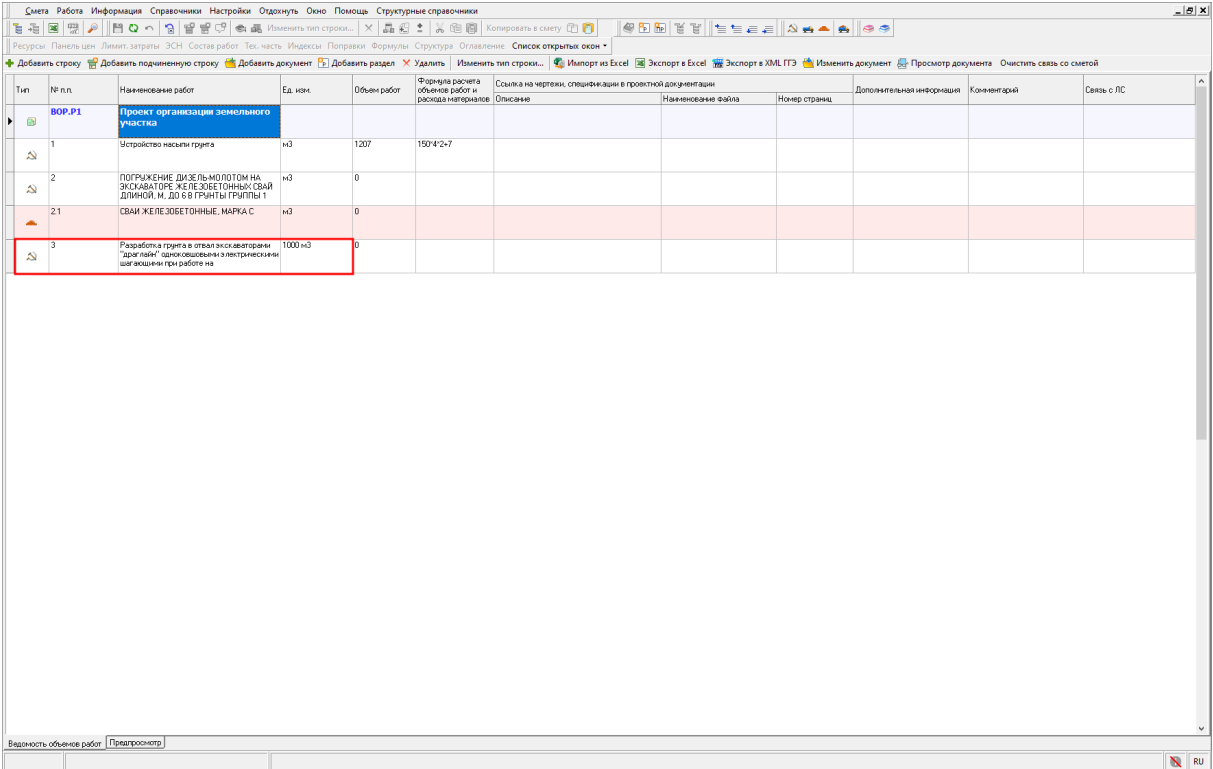 Смета Работа Информация Справочники Настройки Отдохнуть Окно Помощь Структурные справочники
Изменить тип строки... Копировать в смету
Ресурсы Панель цен Лимит. затраты ЭСН Состав работ Тех. часть Индексы Поправки Формулы Структура Оглавление Список открытых окон
Добавить строку Добавить подчиненную строку Добавить документ Добавить раздел Удалить Изменить тип строки... Импорт из Excel Экспорт в Excel Экспорт в XML ГГЭ Изменить документ Просмотр документа Очистить связь со сметой
Тип № п.п. Наименование работ Ед. изм. Объем работ Формула расчета объемов работ и расхода материалов Ссылка на чертежи, спецификации в проектной документации Дополнительная информация Комментарий Связь с ЛС
Описание Наименование файла Номер страниц
ВОР.Р1 Проект организации земельного
участка
1 Устройство насыпи грунта м3 1207 150*4*2+7
2 ПОГРУЖЕНИЕ ДИЗЕЛЬ-МОЛОТОМ НА м3 0
ЭКСКАВАТОРЕ ЖЕЛЕЗОБЕТОННЫХ СВАЙ
ДЛИНОЙ, М, ДО 6 В ГРУНТЫ ГРУППЫ 1
2.1 СВАИ ЖЕЛЕЗОБЕТОННЫЕ, МАРКА С м3 0
3 Разработка грунта в отвал экскаваторами 1000 м3 0
"драглайн" одноковшовыми электрическими
шагающими при работе на
Ведомость объемов работ Предпросмотр
RU